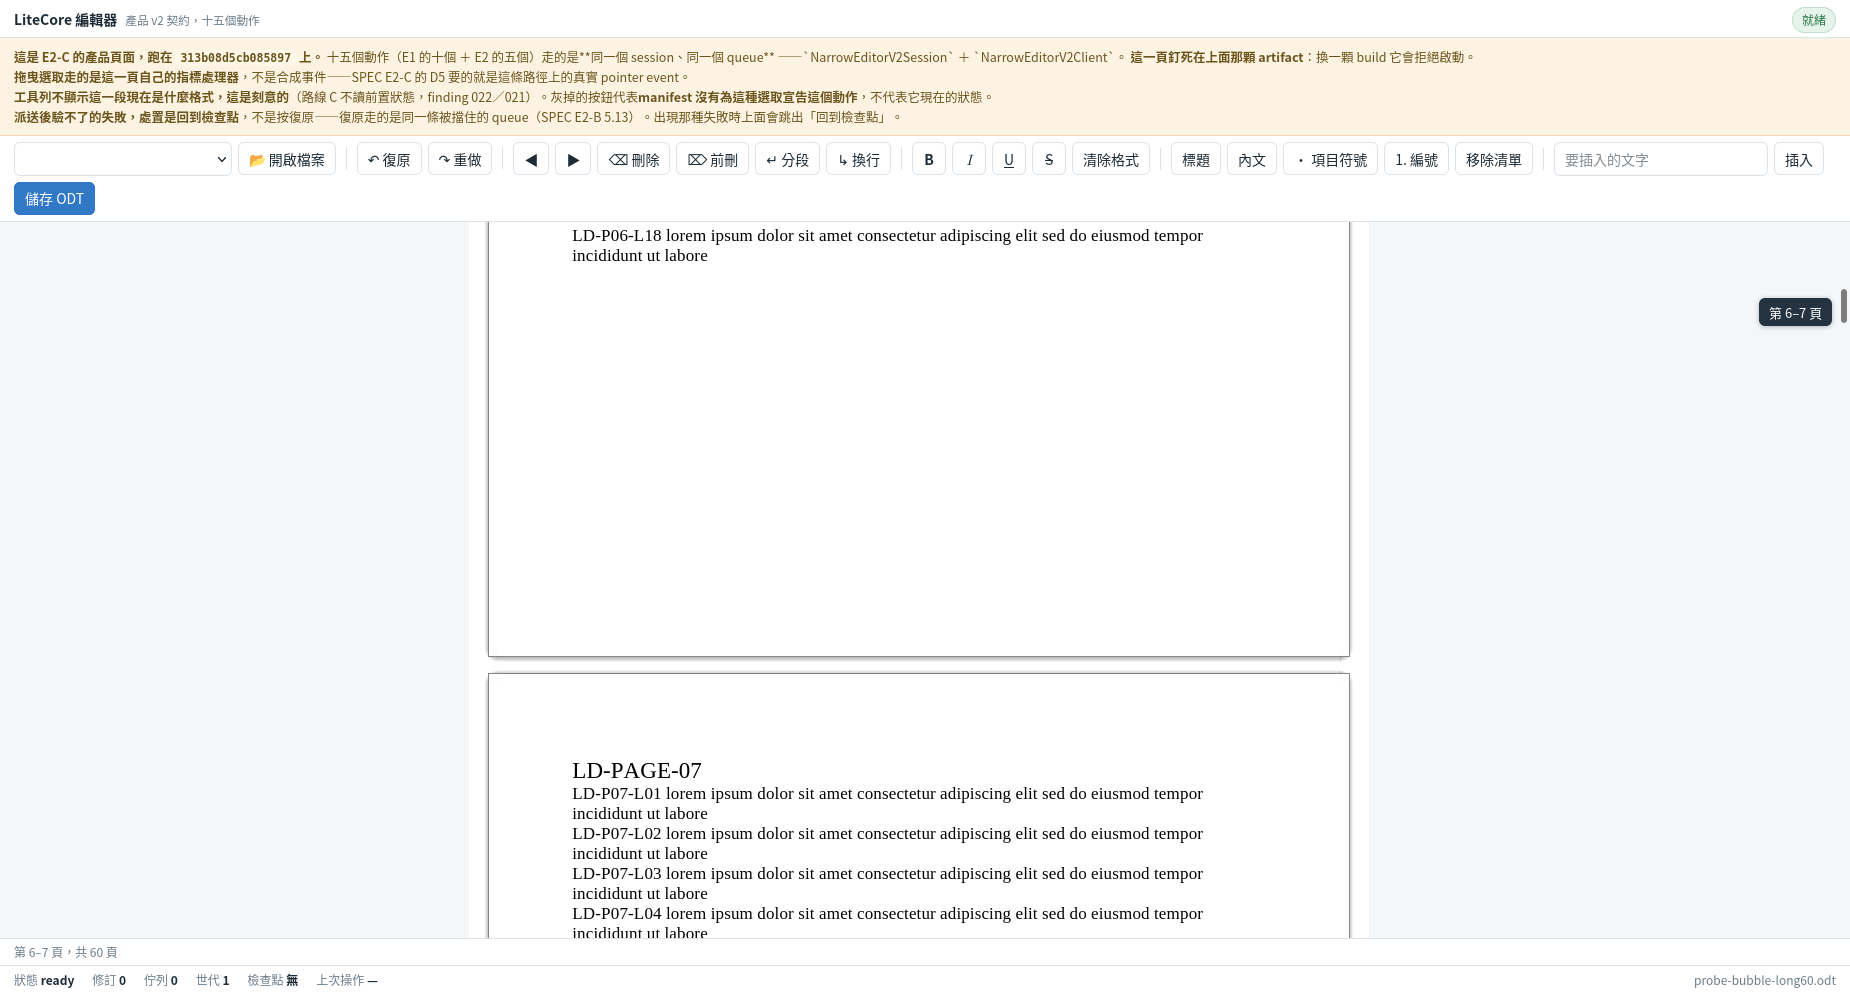 LiteCore 編輯器 產品 v2 契約，十五個動作 就緒
這是 E2-C 的產品頁面，跑在 313b08d5cb085897 上。 十五個動作（E1 的十個 ＋ E2 的五個）走的是**同一個 session、同一個 queue** ——`NarrowEditorV2Session` ＋ `NarrowEditorV2Client`。 這一頁釘死在上面那顆 artifact：換一顆 build 它會拒絕啟動。
拖曳選取走的是這一頁自己的指標處理器，不是合成事件——SPEC E2-C 的 D5 要的就是這條路徑上的真實 pointer event。
工具列不顯示這一段現在是什麼格式，這是刻意的（路線 C 不讀前置狀態，finding 022／021）。灰掉的按鈕代表manifest 沒有為這種選取宣告這個動作，不代表它現在的狀態。
派送後驗不了的失敗，處置是回到檢查點，不是按復原——復原走的是同一條被擋住的 queue（SPEC E2-B 5.13）。出現那種失敗時上面會跳出「回到檢查點」。
📂 開啟檔案 ↶ 復原 ↷ 重做 ◀ ▶ ⌫ 刪除 ⌦ 前刪 ↵ 分段 ↳ 換行 B I U S 清除格式 標題 內文 • 項目符號 1. 編號 移除清單 要插入的文字 插入
儲存 ODT
LD-P06-L18 lorem ipsum dolor sit amet consectetur adipiscing elit sed do eiusmod tempor
incididunt ut labore
第 6–7 頁
LD-PAGE-07
LD-P07-L01 lorem ipsum dolor sit amet consectetur adipiscing elit sed do eiusmod tempor
incididunt ut labore
LD-P07-L02 lorem ipsum dolor sit amet consectetur adipiscing elit sed do eiusmod tempor
incididunt ut labore
LD-P07-L03 lorem ipsum dolor sit amet consectetur adipiscing elit sed do eiusmod tempor
incididunt ut labore
LD-P07-L04 lorem ipsum dolor sit amet consectetur adipiscing elit sed do eiusmod tempor
incididunt ut labore
第 6–7 頁，共 60 頁
狀態 ready 修訂 0 佇列 0 世代 1 檢查點 無 上次操作 — probe-bubble-long60.odt